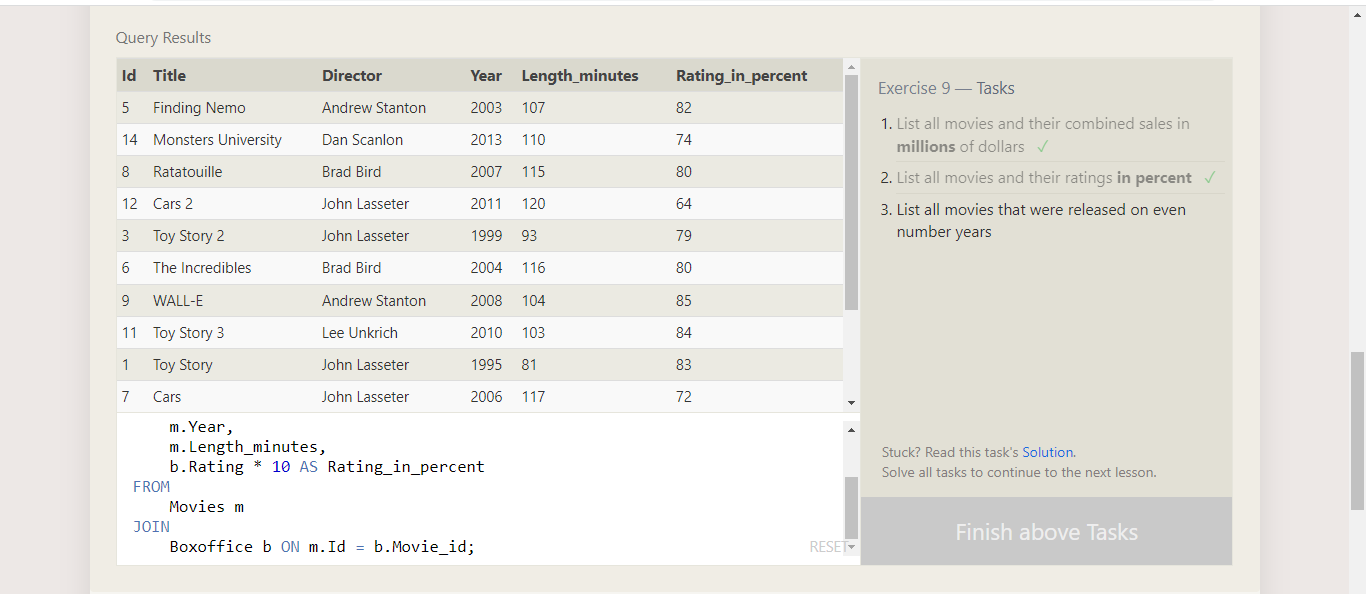 Query Results
Id Title Director Year Length_minutes Rating_in_percent
5 Finding Nemo Andrew Stanton 2003 107 82
14 Monsters University Dan Scanlon 2013 110 74
8 Ratatouille Brad Bird 2007 115 80
12 Cars 2 John Lasseter 2011 120 64
3 Toy Story 2 John Lasseter 1999 93 79
6 The Incredibles Brad Bird 2004 116 80
9 WALL-E Andrew Stanton 2008 104 85
11 Toy Story 3 Lee Unkrich 2010 103 84
1 Toy Story John Lasseter 1995 81 83
7 Cars John Lasseter 2006 117 72
m.Year,
m.Length_minutes,
b.Rating * 10 AS Rating_in_percent
FROM
Movies m
JOIN
Boxoffice b ON m.Id = b.Movie_id;
RESET
Exercise 9 — Tasks
1. List all movies and their combined sales in
millions of dollars ✓
2. List all movies and their ratings in percent ✓
3. List all movies that were released on even
number years
Stuck? Read this task's Solution.
Solve all tasks to continue to the next lesson.
Finish above Tasks